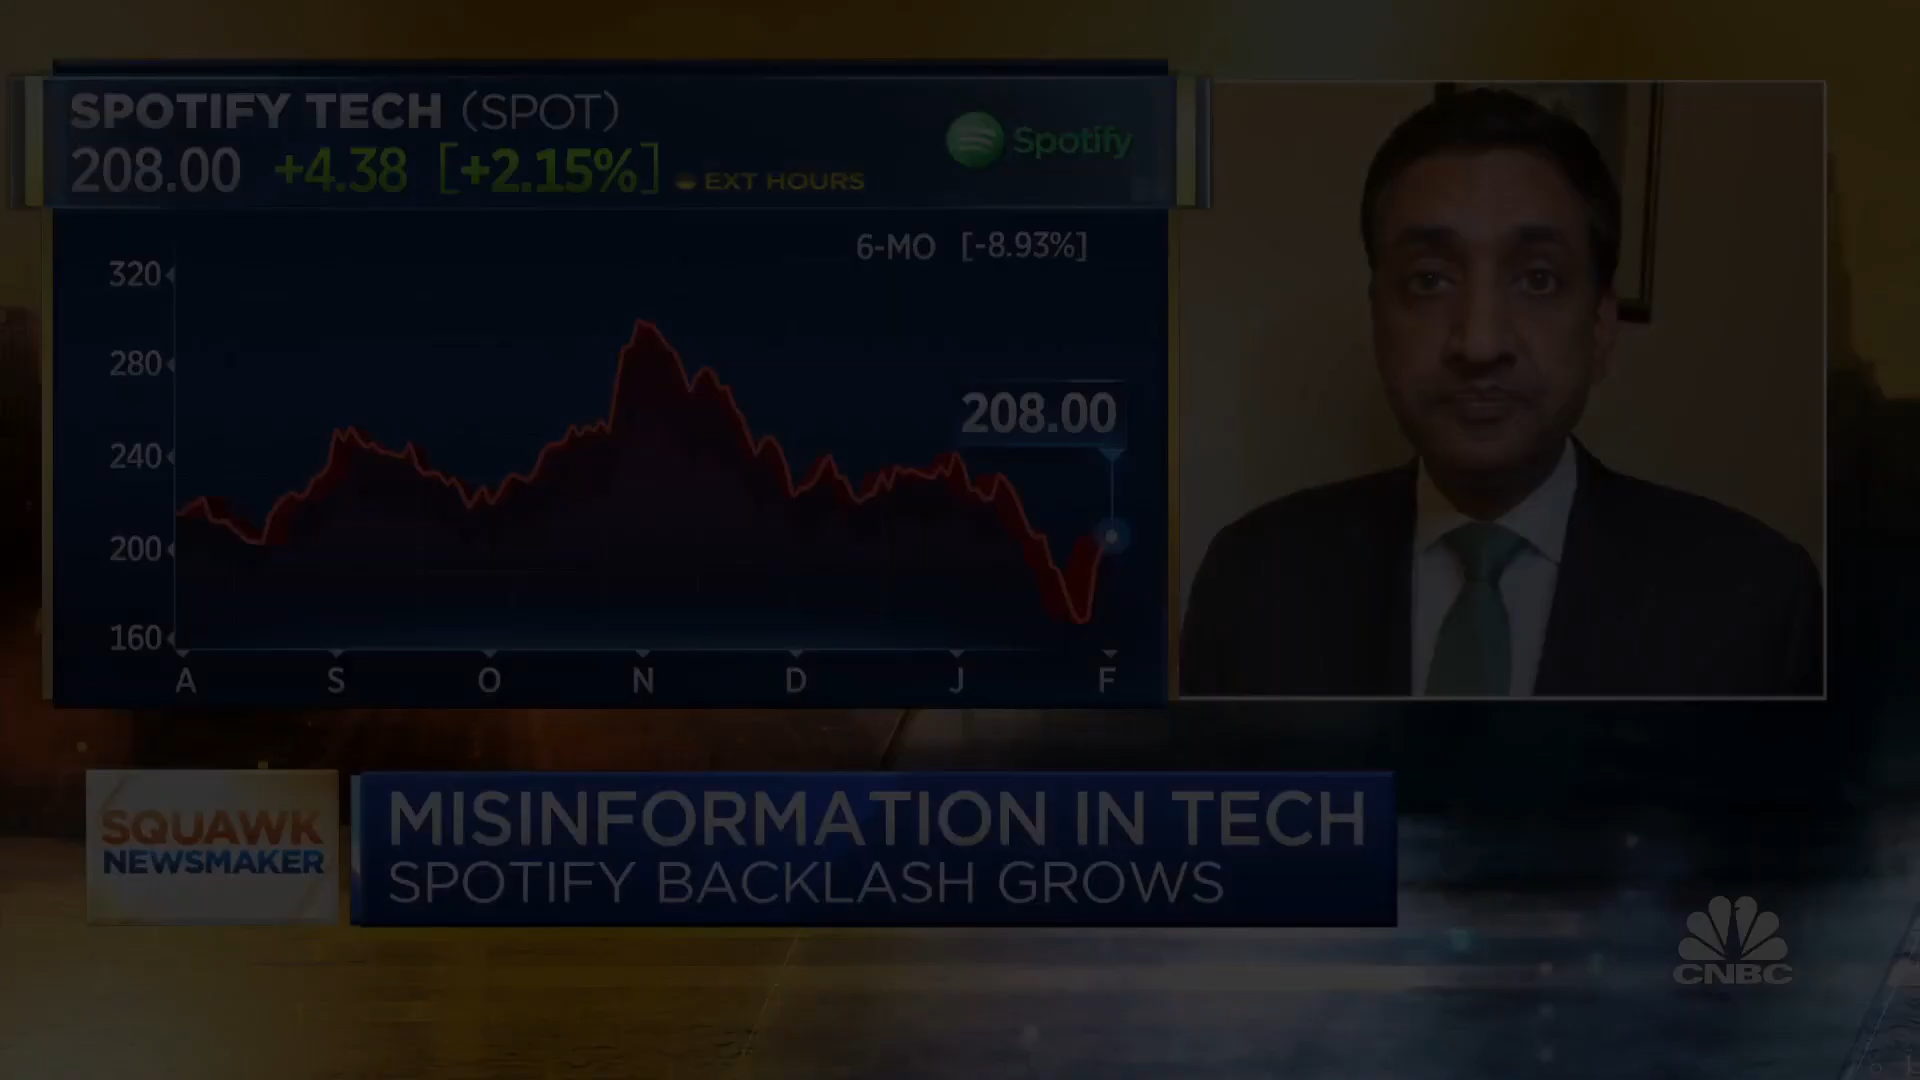 SPOTIFY TECH (SPOT)
208.00 +4.38 [+2.15%] EXT HOURS
Spotify
6-MO [-8.93%]
320
280
240
200
160
208.00
A S O N D J F
SQUAWK
NEWSMAKER
MISINFORMATION IN TECH
SPOTIFY BACKLASH GROWS
CNBC